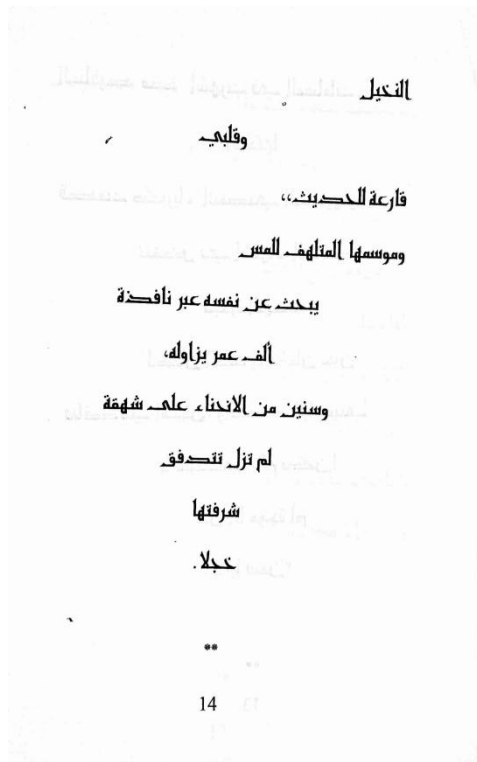 النخيل
وقلبي
قارعة للحديث،،
وموسمها المتلهف للمس
يبحث عن نفسه عبر نافذة
ألف عمر يزاوله،
وسنين من الانحناء على شهقة
لم تزل تتدفق
شرفتها
خجلا.
**
14